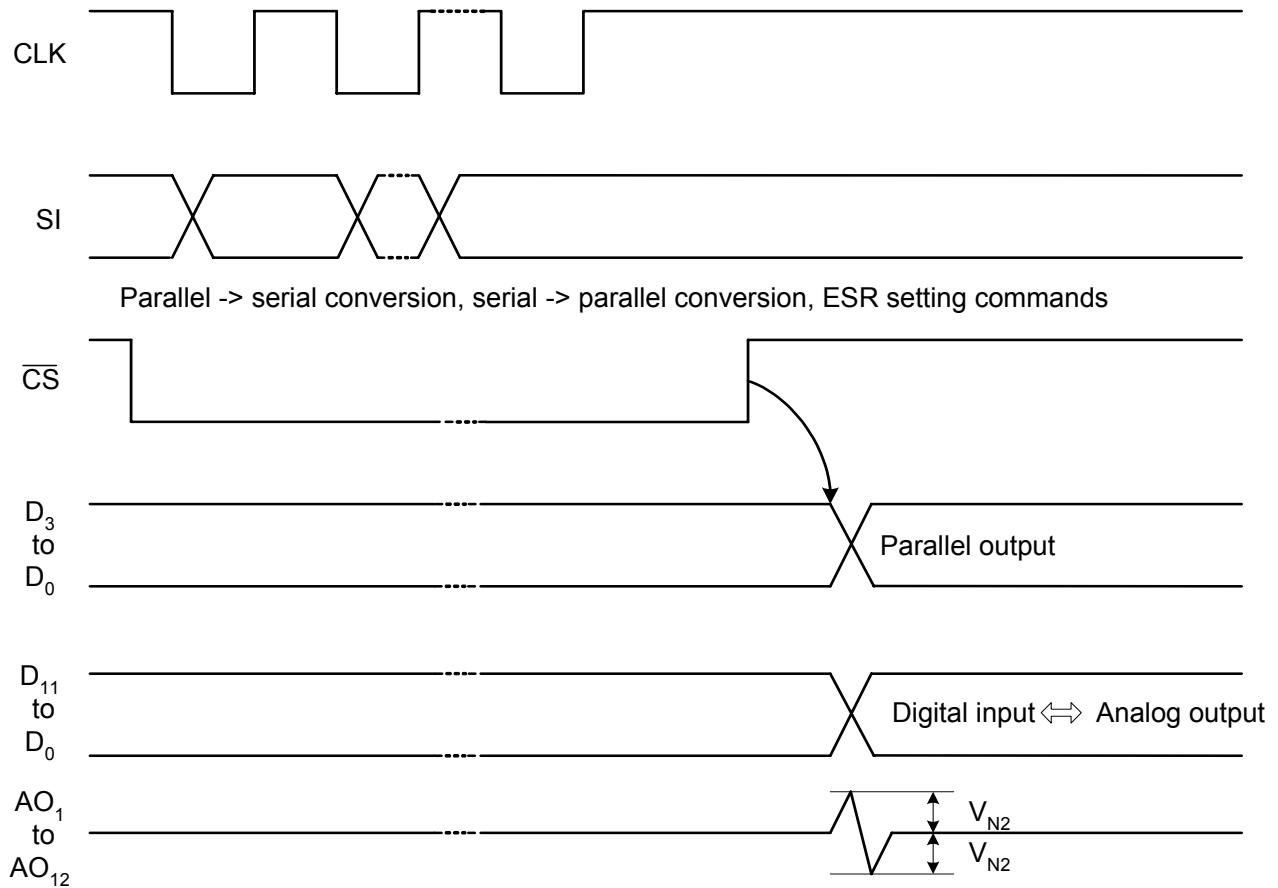 CLK
SI
Parallel -> serial conversion, serial -> parallel conversion, ESR setting commands
CS
D3
to
D0
Parallel output
D11
to
D0
Digital input ⇔ Analog output
AO1
to
AO12
VN2
VN2